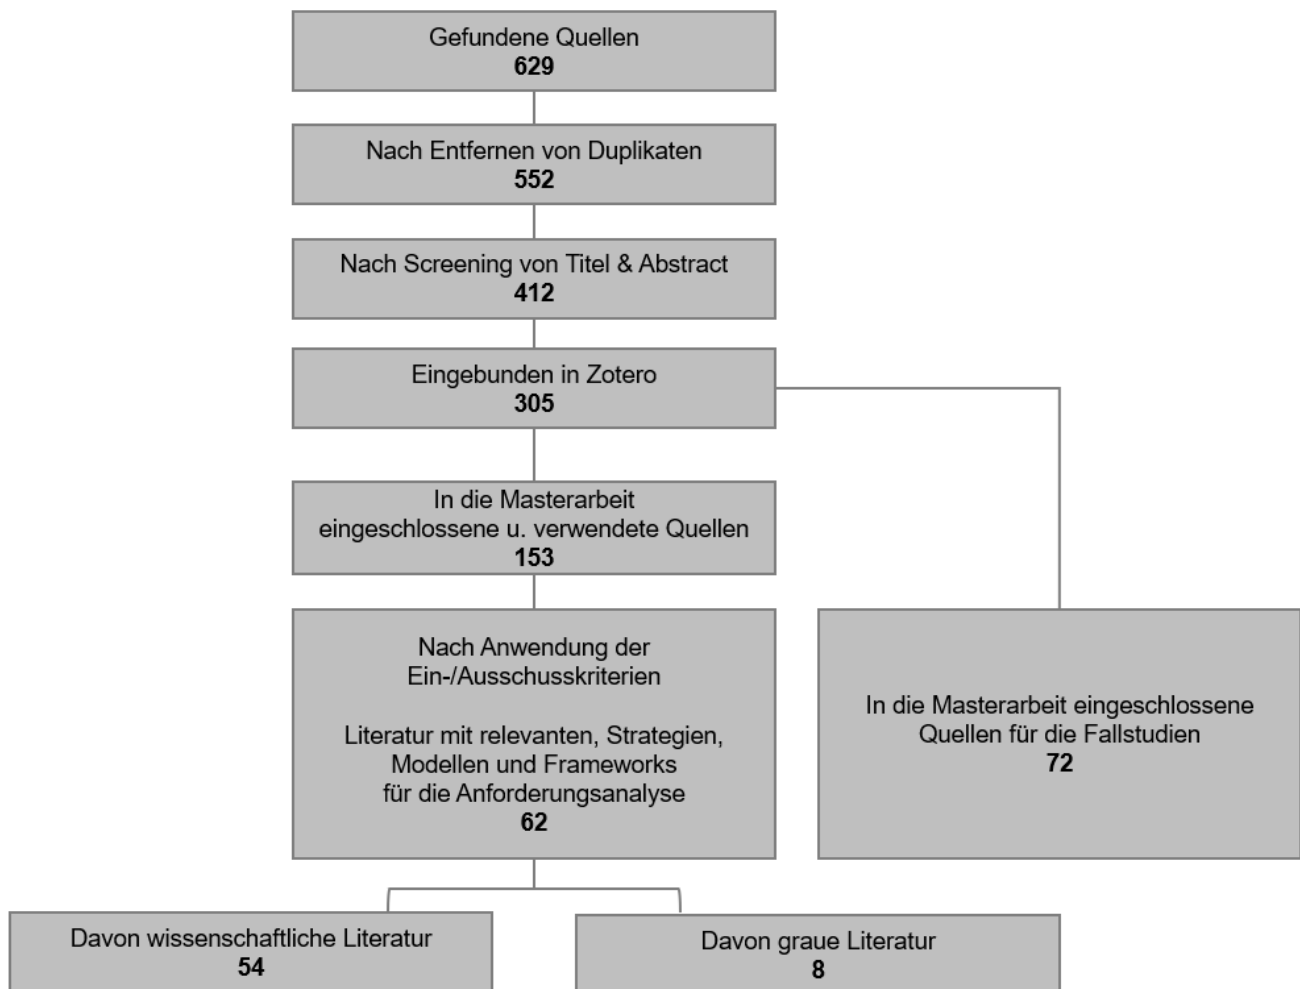 Gefundene Quellen
629
Nach Entfernen von Duplikaten
552
Nach Screening von Titel & Abstract
412
Eingebunden in Zotero
305
In die Masterarbeit
eingeschlossene u. verwendete Quellen
153
Nach Anwendung der
Ein-/Ausschusskriterien
Literatur mit relevanten, Strategien,
Modellen und Frameworks
für die Anforderungsanalyse
62
In die Masterarbeit eingeschlossene
Quellen für die Fallstudien
72
Davon wissenschaftliche Literatur
54
Davon graue Literatur
8